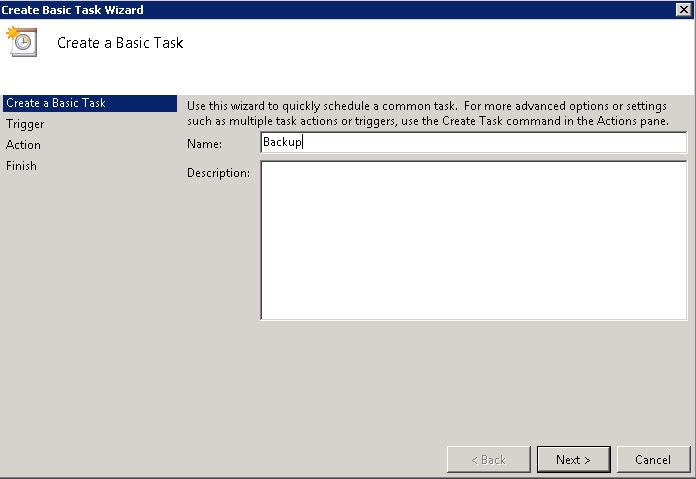 Create Basic Task Wizard
Create a Basic Task
Create a Basic Task
Trigger
Action
Finish
Use this wizard to quickly schedule a common task. For more advanced options or settings
such as multiple task actions or triggers, use the Create Task command in the Actions pane.
Name: Backup
Description:
< Back Next > Cancel